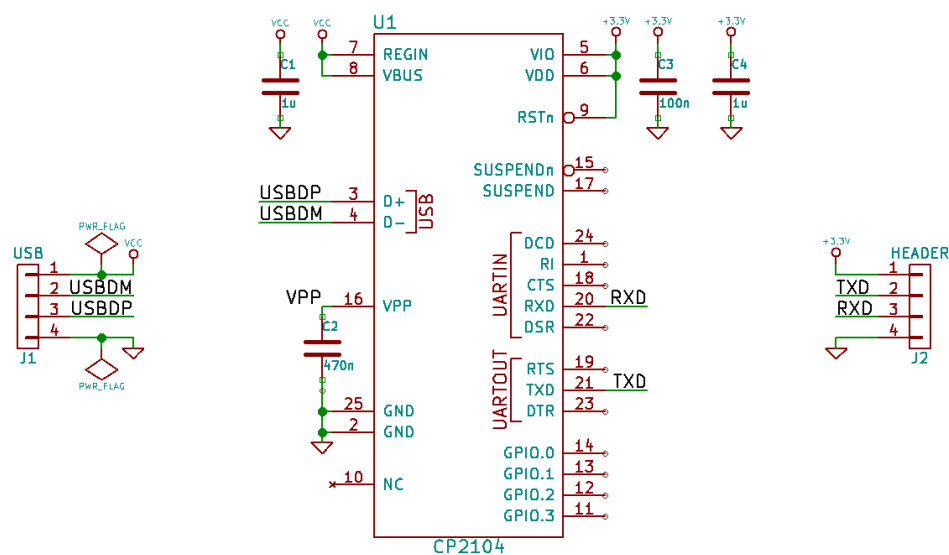 U1
VCC
VCC
+3.3V
+3.3V
+3.3V
7 REGIN
8 VBUS
VIO 5
VDD 6
RSTn 9
C1
1u
C3
100n
C4
1u
SUSPENDn 15
SUSPEND 17
USBDP 3 D+
USBDM 4 D-
USB
DCD 24
RI 1
CTS 18
RXD 20 RXD
DSR 22
UARTIN
VPP 16 VPP
C2
470n
RTS 19
TXD 21 TXD
DTR 23
UARTOUT
25 GND
2 GND
10 NC
GPIO.0 14
GPIO.1 13
GPIO.2 12
GPIO.3 11
CP2104
PWR_FLAG
VCC
USB
1
2 USBDM
3 USBDP
4
J1
PWR_FLAG
+3.3V
HEADER
1
TXD 2
RXD 3
4
J2